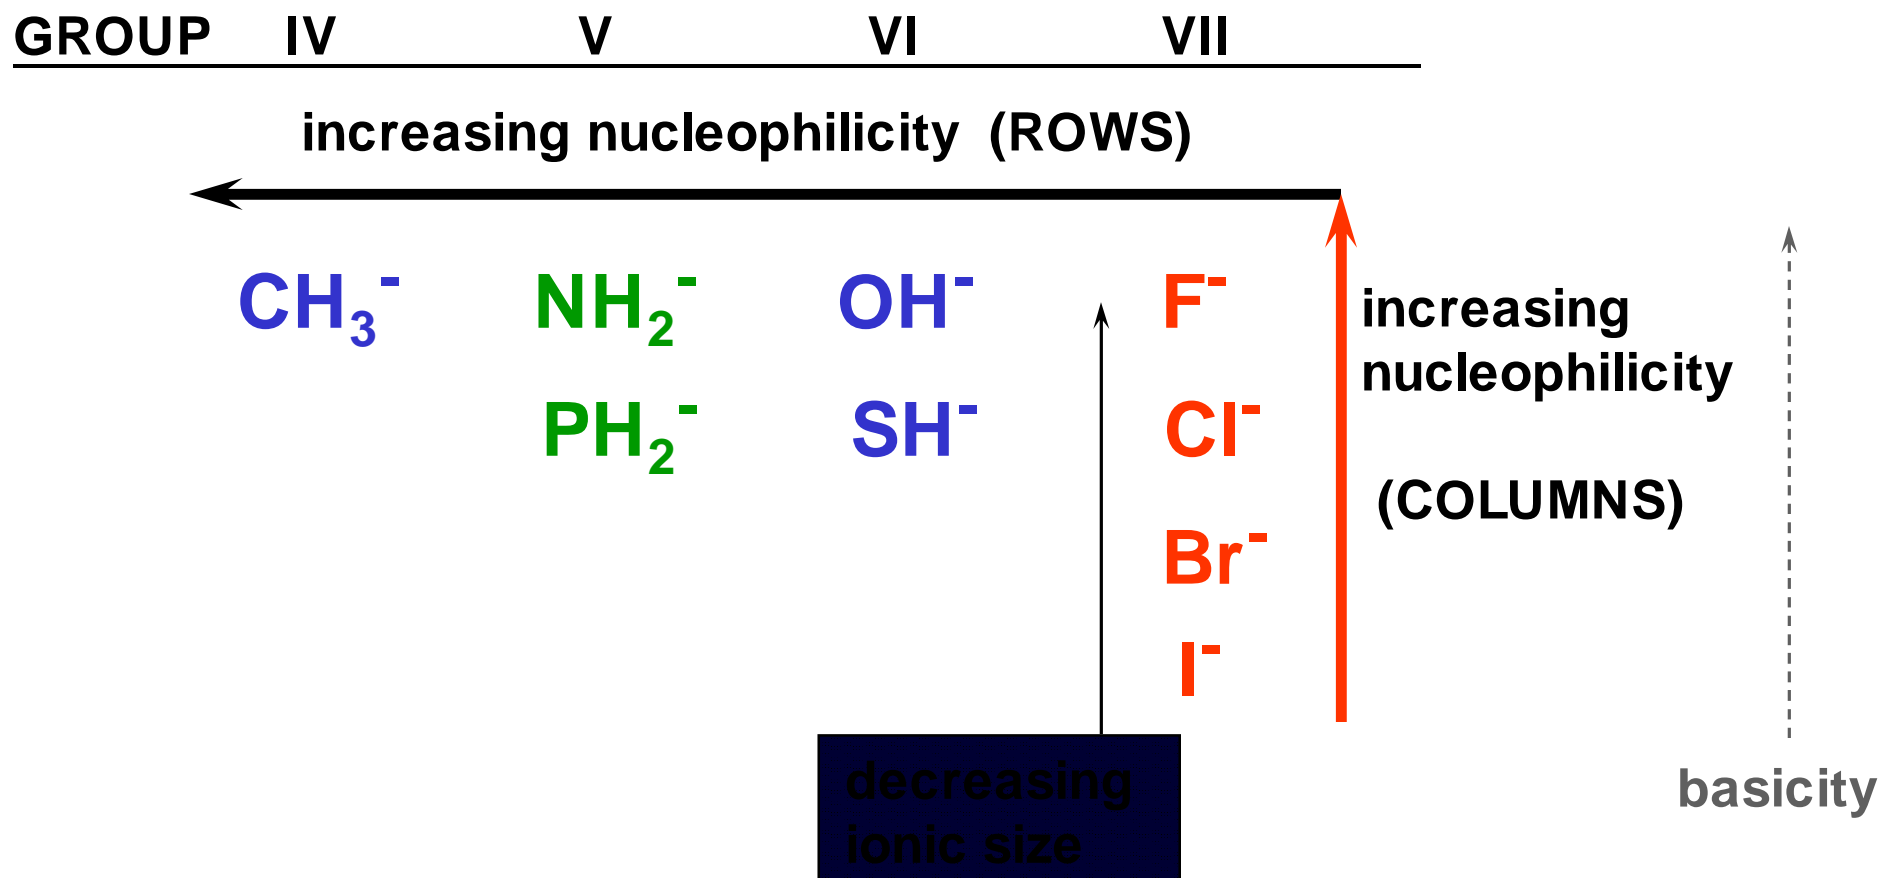 GROUP IV V VI VII
increasing nucleophilicity (ROWS)
CH₃⁻ NH₂⁻ OH⁻ F⁻
increasing
nucleophilicity
PH₂⁻ SH⁻ Cl⁻
(COLUMNS)
Br⁻
I⁻
decreasing
ionic size
basicity